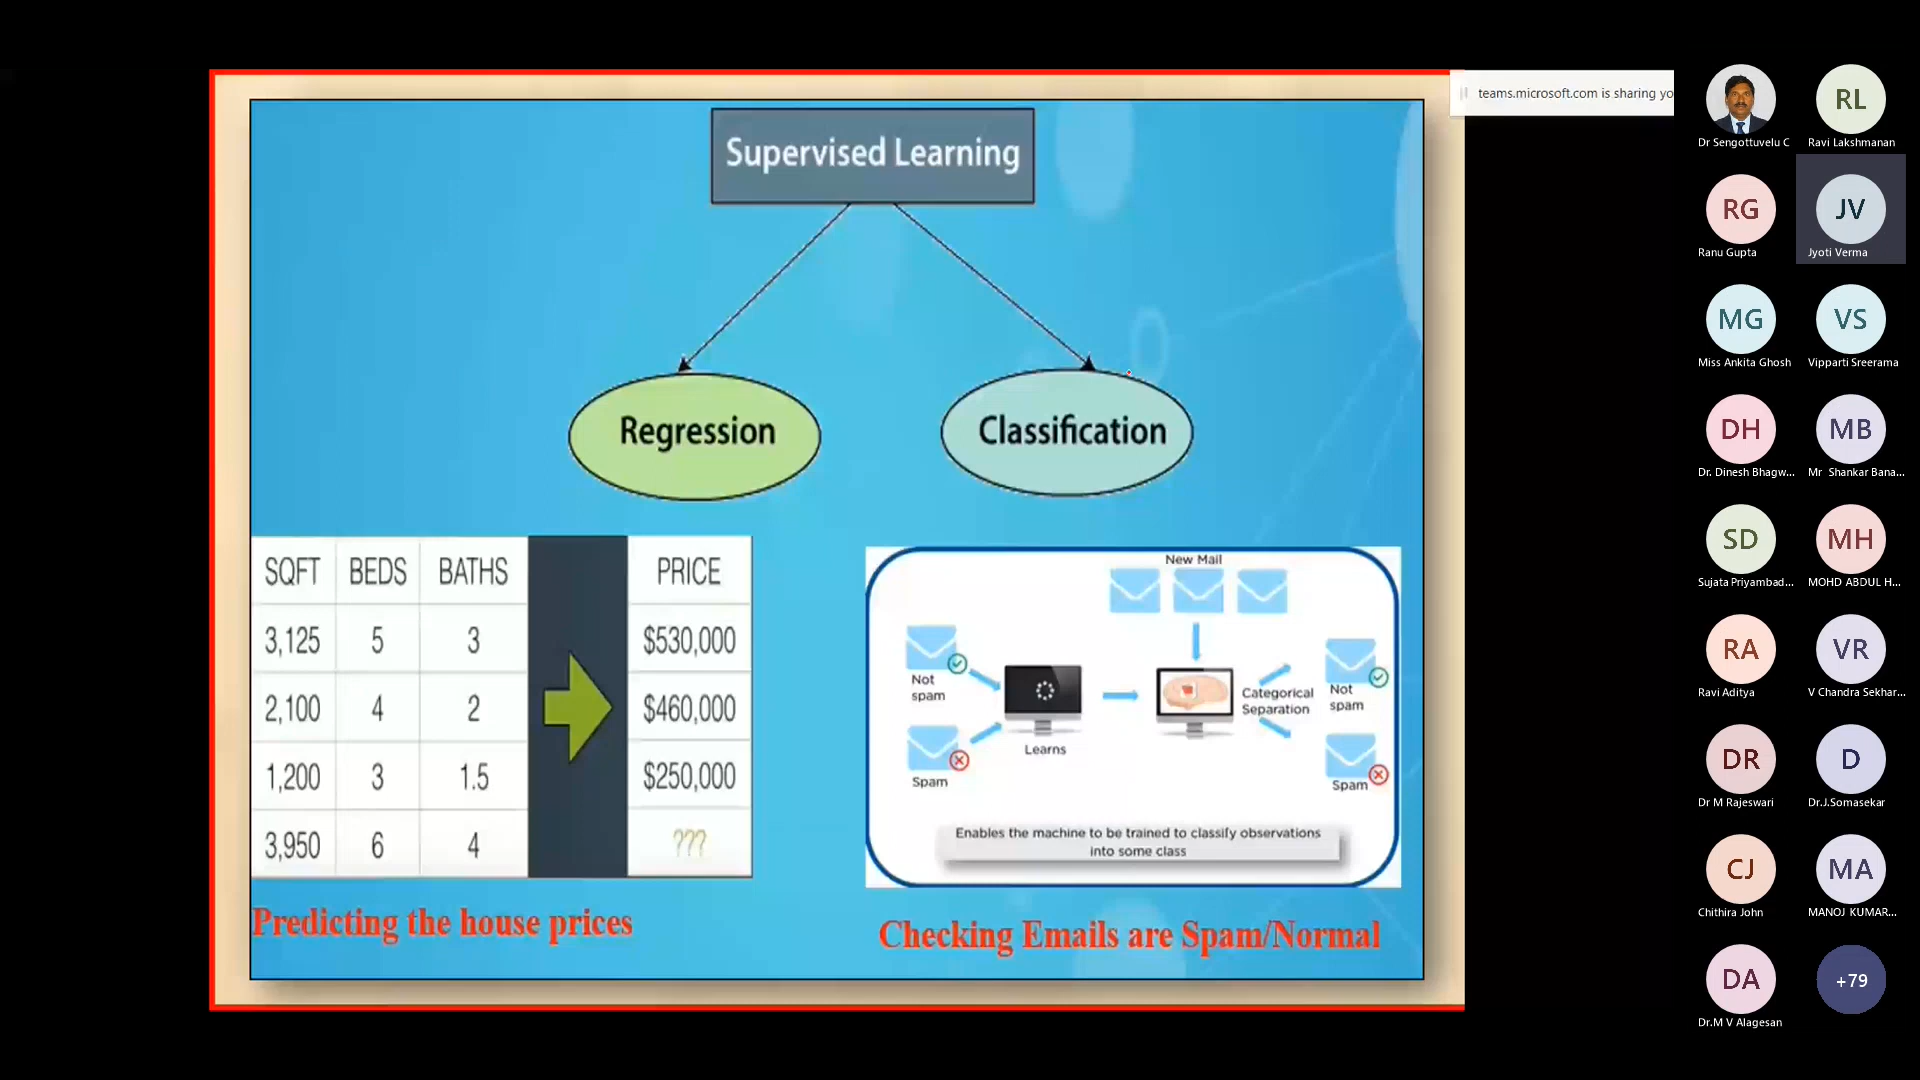 Supervised Learning
Regression
Classification
SQFT BEDS BATHS PRICE
3,125 5 3 $530,000
2,100 4 2 $460,000
1,200 3 1.5 $250,000
3,950 6 4 ???
Predicting the house prices
New Mail
Not
spam
Spam
Learns
Categorical
Separation
Not
spam
Spam
Enables the machine to be trained to classify observations
into some class
Checking Emails are Spam/Normal
teams.microsoft.com is sharing yo
Dr Sengottuvelu C
RL
Ravi Lakshmanan
RG
Ranu Gupta
JV
Jyoti Verma
MG
Miss Ankita Ghosh
VS
Vipparti Sreerama
DH
Dr. Dinesh Bhagw...
MB
Mr Shankar Bana...
SD
Sujata Priyambad...
MH
MOHD ABDUL H...
RA
Ravi Aditya
VR
V Chandra Sekhar...
DR
Dr M Rajeswari
D
Dr.J.Somasekar
CJ
Chithira John
MA
MANOJ KUMAR...
DA
Dr.M V Alagesan
+79